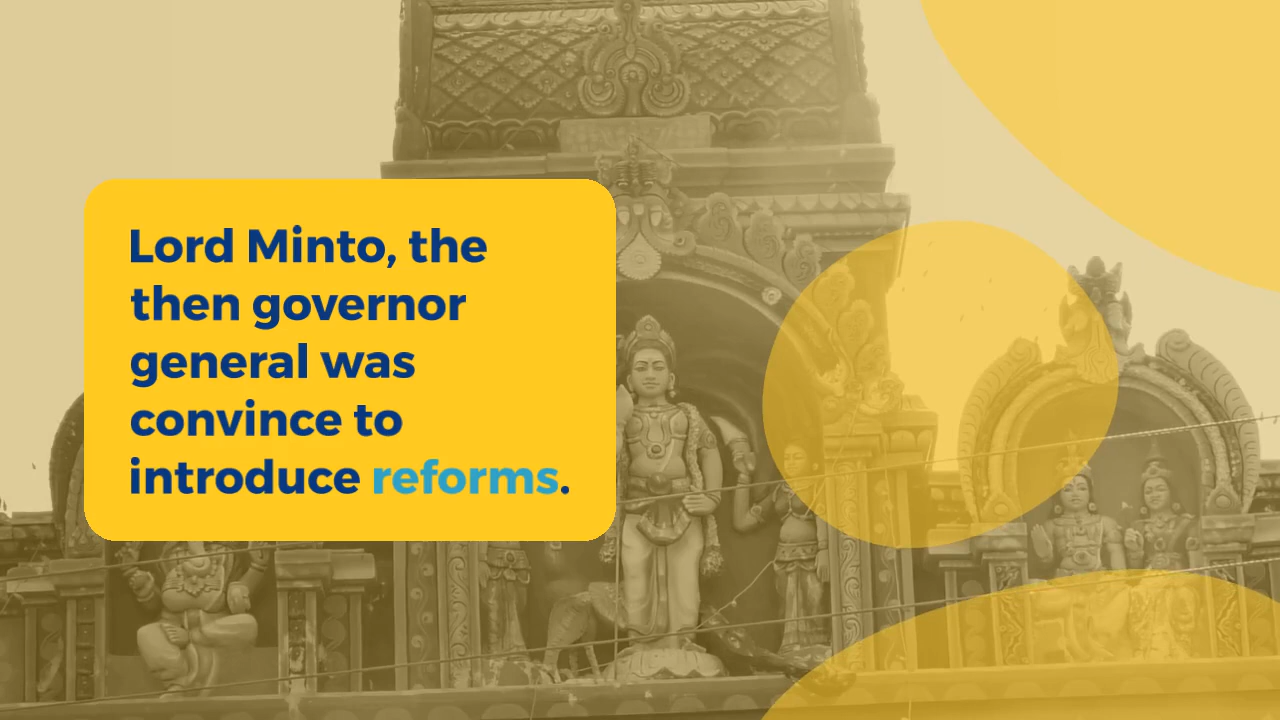 Lord Minto, the
then governor
general was
convince to
introduce reforms.